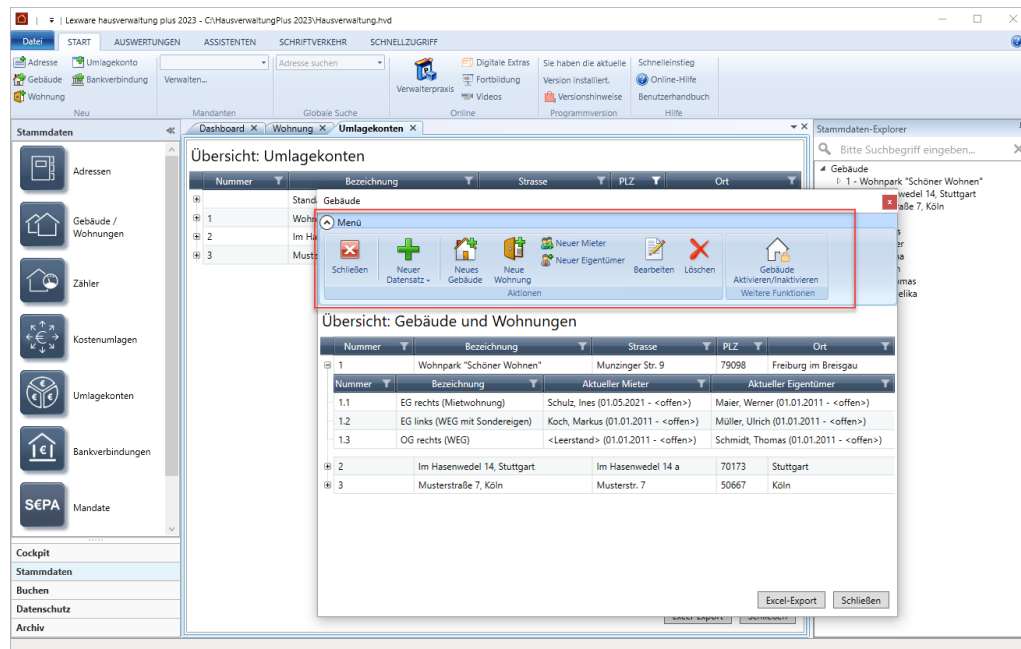 Lexware hausverwaltung plus 2023 - C:\HausverwaltungPlus 2023\Hausverwaltung.hvd
Datei START AUSWERTUNGEN ASSISTENTEN SCHRIFTVERKEHR SCHNELLZUGRIFF
Adresse Umlagekonto Adresse suchen Digitale Extras Sie haben die aktuelle Schnelleinstieg
Gebäude Bankverbindung Verwalten... Verwalterpraxis Fortbildung Version installiert. Online-Hilfe
Wohnung Videos Versionshinweise Benutzerhandbuch
Neu Mandanten Globale Suche Online Programmversion Hilfe
Stammdaten
Dashboard Wohnung Umlagekonten
Stammdaten-Explorer
Bitte Suchbegriff eingeben...
Gebäude
1 - Wohnpark "Schöner Wohnen"
wedel 14, Stuttgart
aße 7, Köln
Adressen
Gebäude /
Wohnungen
Zähler
Kostenumlagen
Umlagekonten
Bankverbindungen
SEPA Mandate
Cockpit
Stammdaten
Buchen
Datenschutz
Archiv
Übersicht: Umlagekonten
Nummer Bezeichnung Strasse PLZ Ort
Stand
1 Wohn
2 Im Ha
3 Muste
Gebäude
Menü
Schließen
Neuer
Datensatz
Neues
Gebäude
Neue
Wohnung
Neuer Mieter
Neuer Eigentümer
Bearbeiten Löschen
Gebäude
Aktivieren/Inaktivieren
Aktionen Weitere Funktionen
Übersicht: Gebäude und Wohnungen
Nummer Bezeichnung Strasse PLZ Ort
1 Wohnpark "Schöner Wohnen" Munzinger Str. 9 79098 Freiburg im Breisgau
Nummer Bezeichnung Aktueller Mieter Aktueller Eigentümer
1.1 EG rechts (Mietwohnung) Schulz, Ines (01.05.2021 - <offen>) Maier, Werner (01.01.2011 - <offen>)
1.2 EG links (WEG mit Sondereigen) Koch, Markus (01.01.2011 - <offen>) Müller, Ulrich (01.01.2011 - <offen>)
1.3 OG rechts (WEG) <Leerstand> (01.01.2011 - <offen>) Schmidt, Thomas (01.01.2011 - <offen>)
2 Im Hasenwedel 14, Stuttgart Im Hasenwedel 14 a 70173 Stuttgart
3 Musterstraße 7, Köln Musterstr. 7 50667 Köln
Excel-Export Schließen